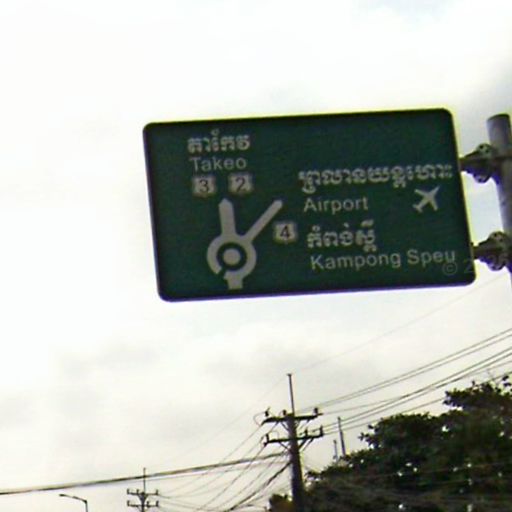 តាកែវ
Takeo
3 2
ព្រលានយន្តហោះ
Airport
4
កំពង់ស្ពឺ
Kampong Speu